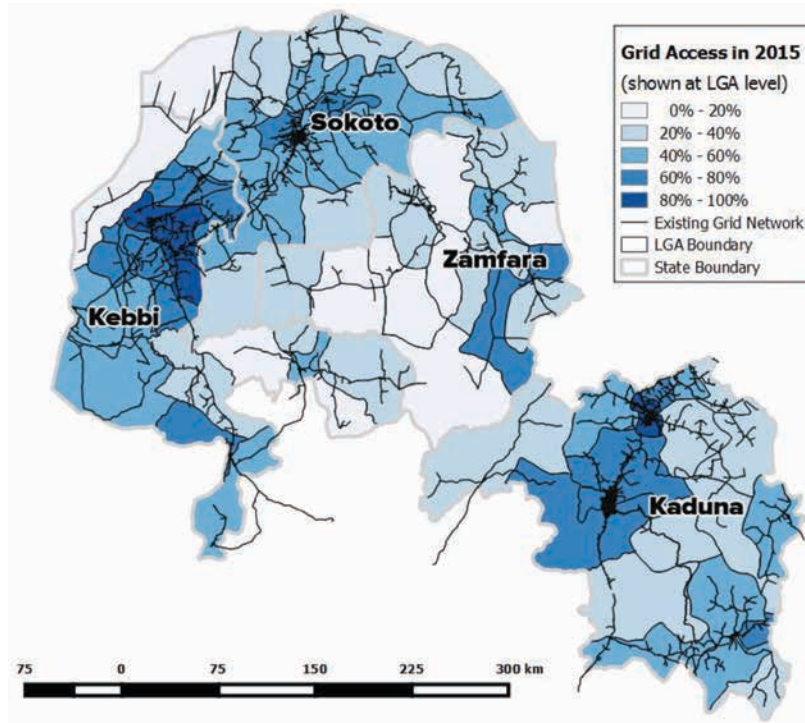 Grid Access in 2015
(shown at LGA level)
0% - 20%
20% - 40%
40% - 60%
60% - 80%
80% - 100%
Existing Grid Network
LGA Boundary
State Boundary
Sokoto
Zamfara
Kebbi
Kaduna
75 0 75 150 225 300 km